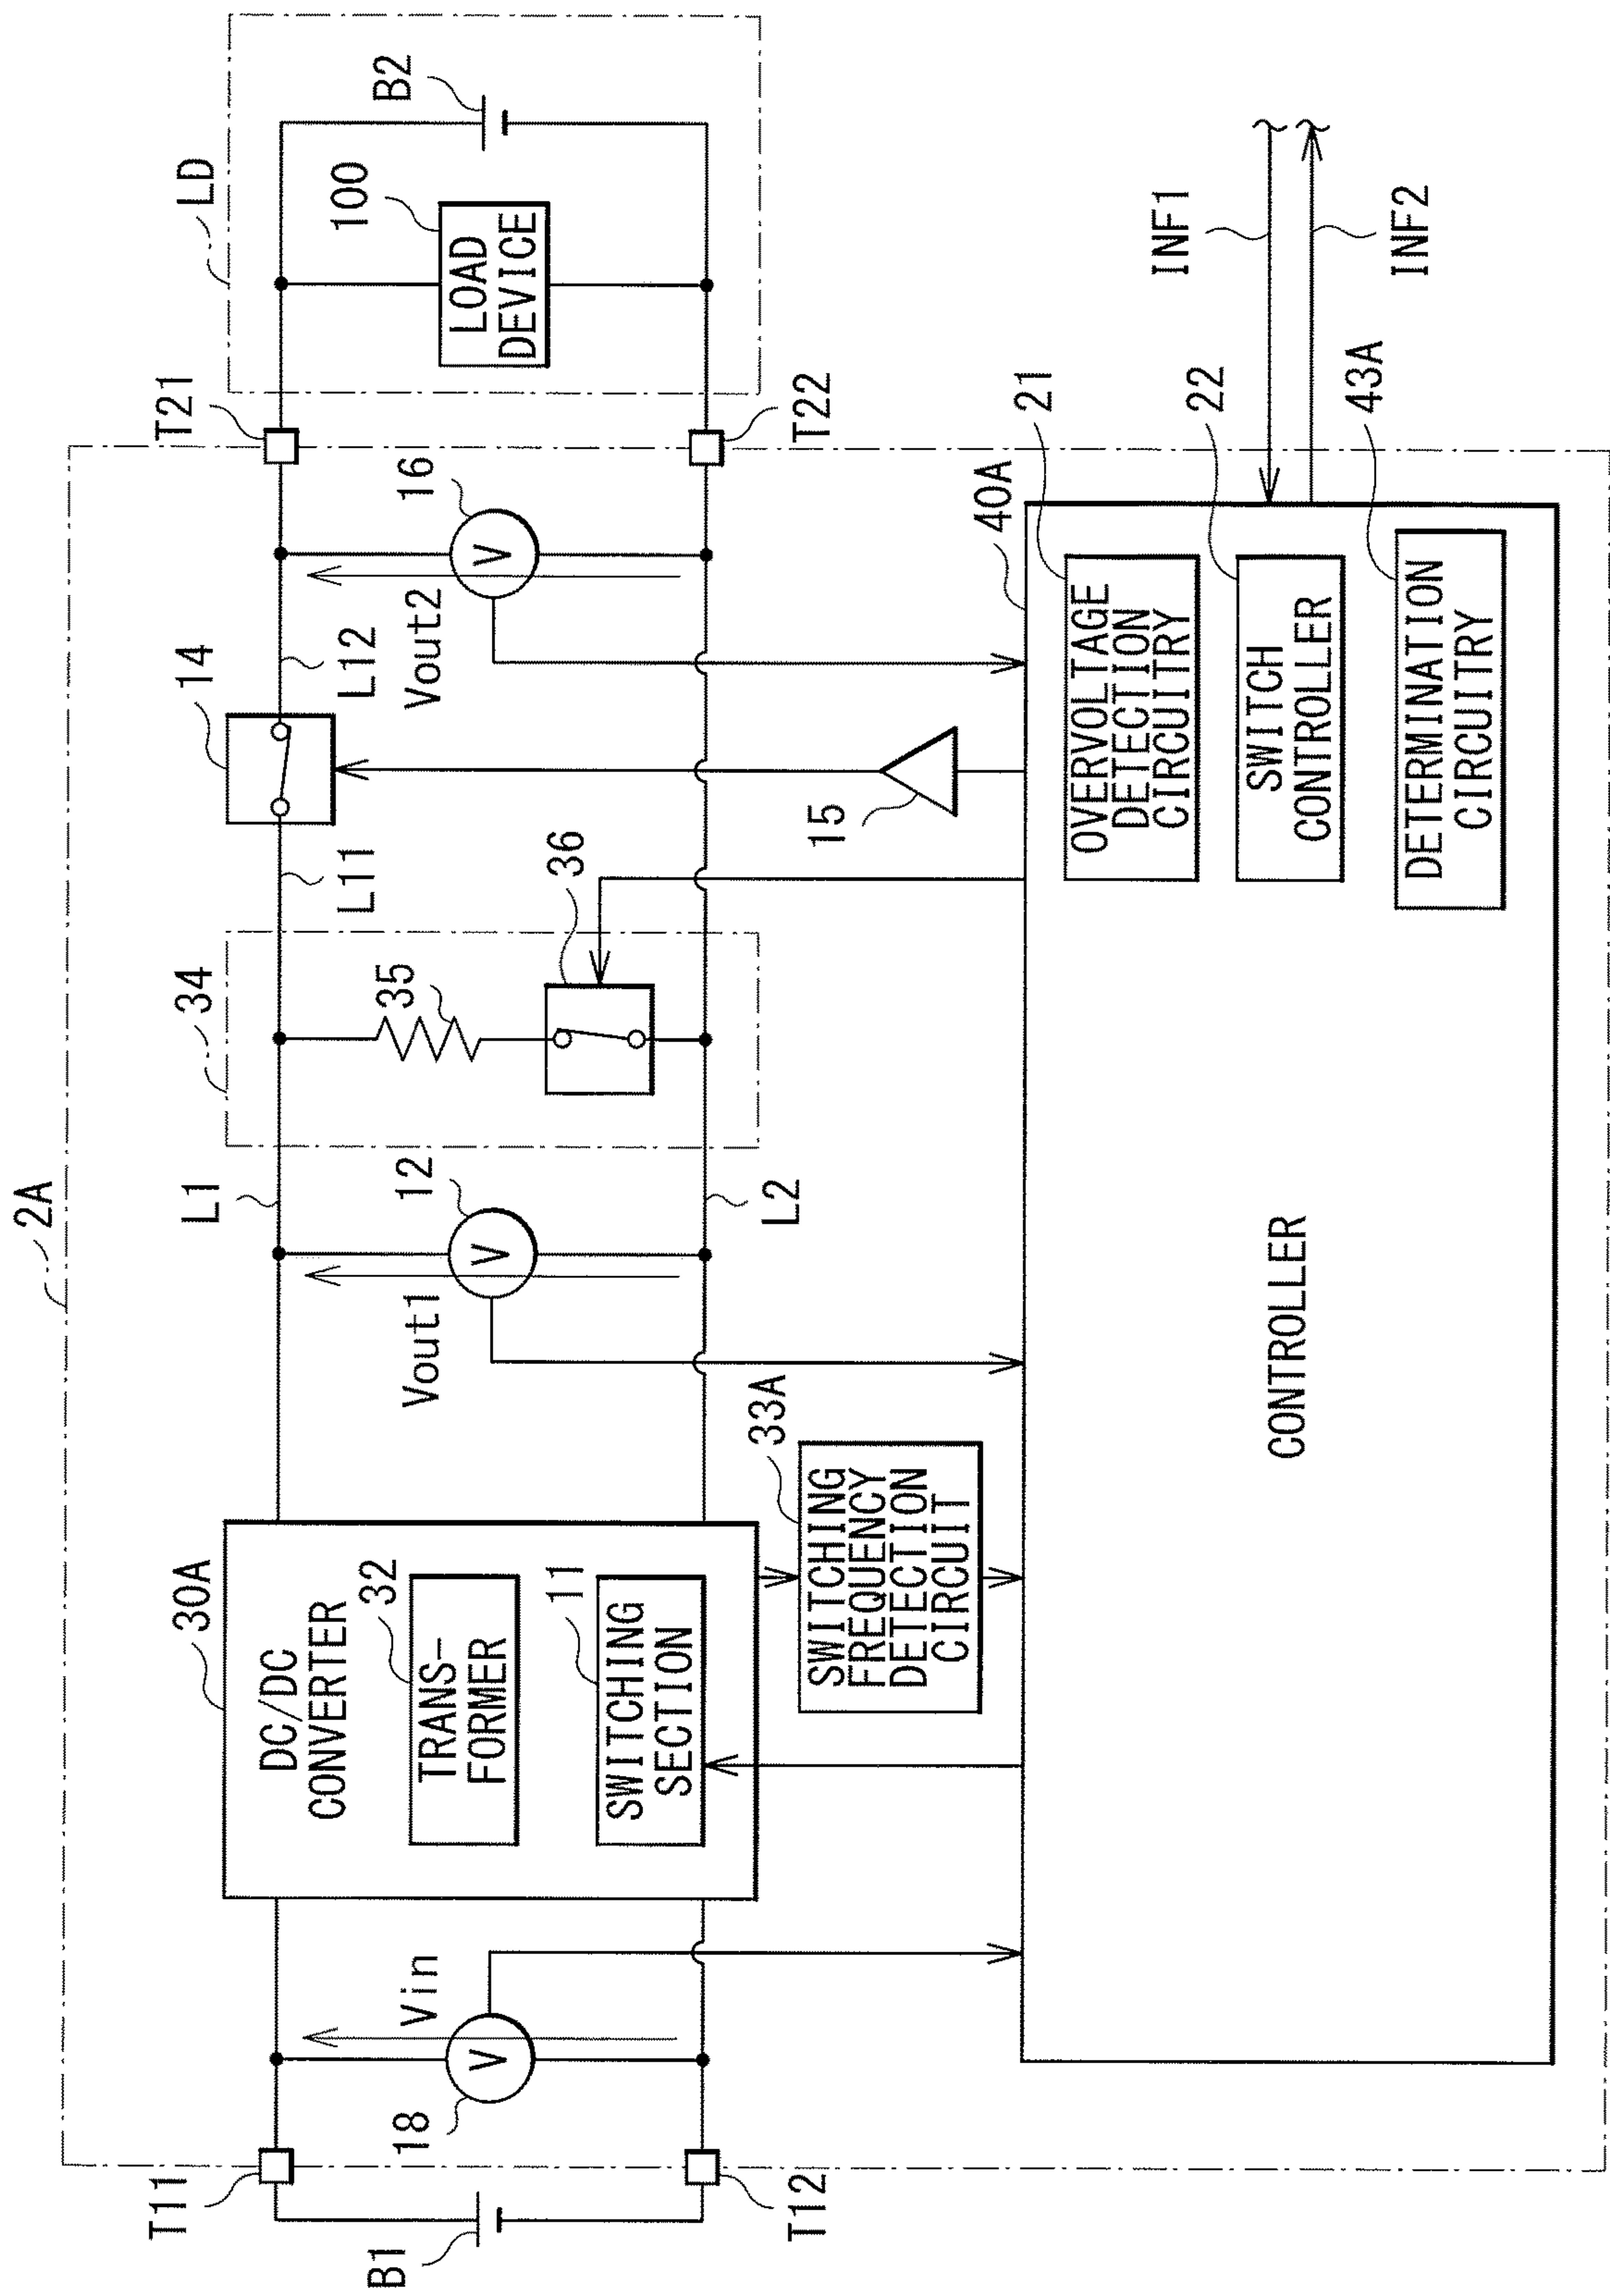 2A
30A
DC/DC
CONVERTER
32
TRANS-
FORMER
11
SWITCHING
SECTION
L1
34
L11
14
L12
T21
LD
T11
B1
18
Vin
T12
Vout1
12
L2
35
36
Vout2
16
T22
100
LOAD
DEVICE
B2
33A
SWITCHING
FREQUENCY
DETECTION
CIRCUIT
15
40A
CONTROLLER
21
OVERVOLTAGE
DETECTION
CIRCUITRY
22
SWITCH
CONTROLLER
43A
DETERMINATION
CIRCUITRY
INF1
INF2
V
V
V